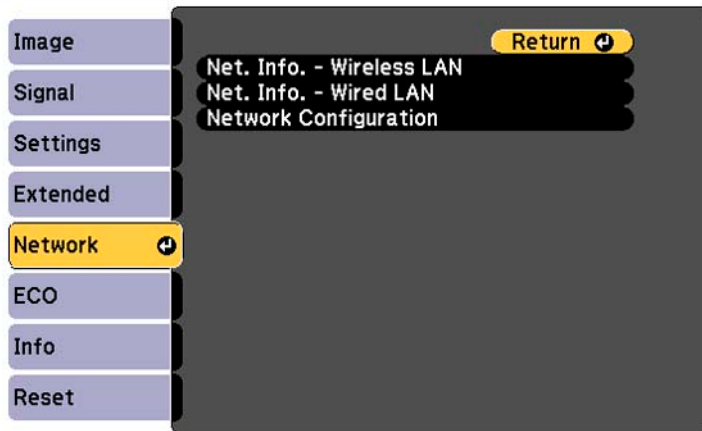 Image
Signal
Settings
Extended
Network
ECO
Info
Reset
Return
Net. Info. - Wireless LAN
Net. Info. - Wired LAN
Network Configuration